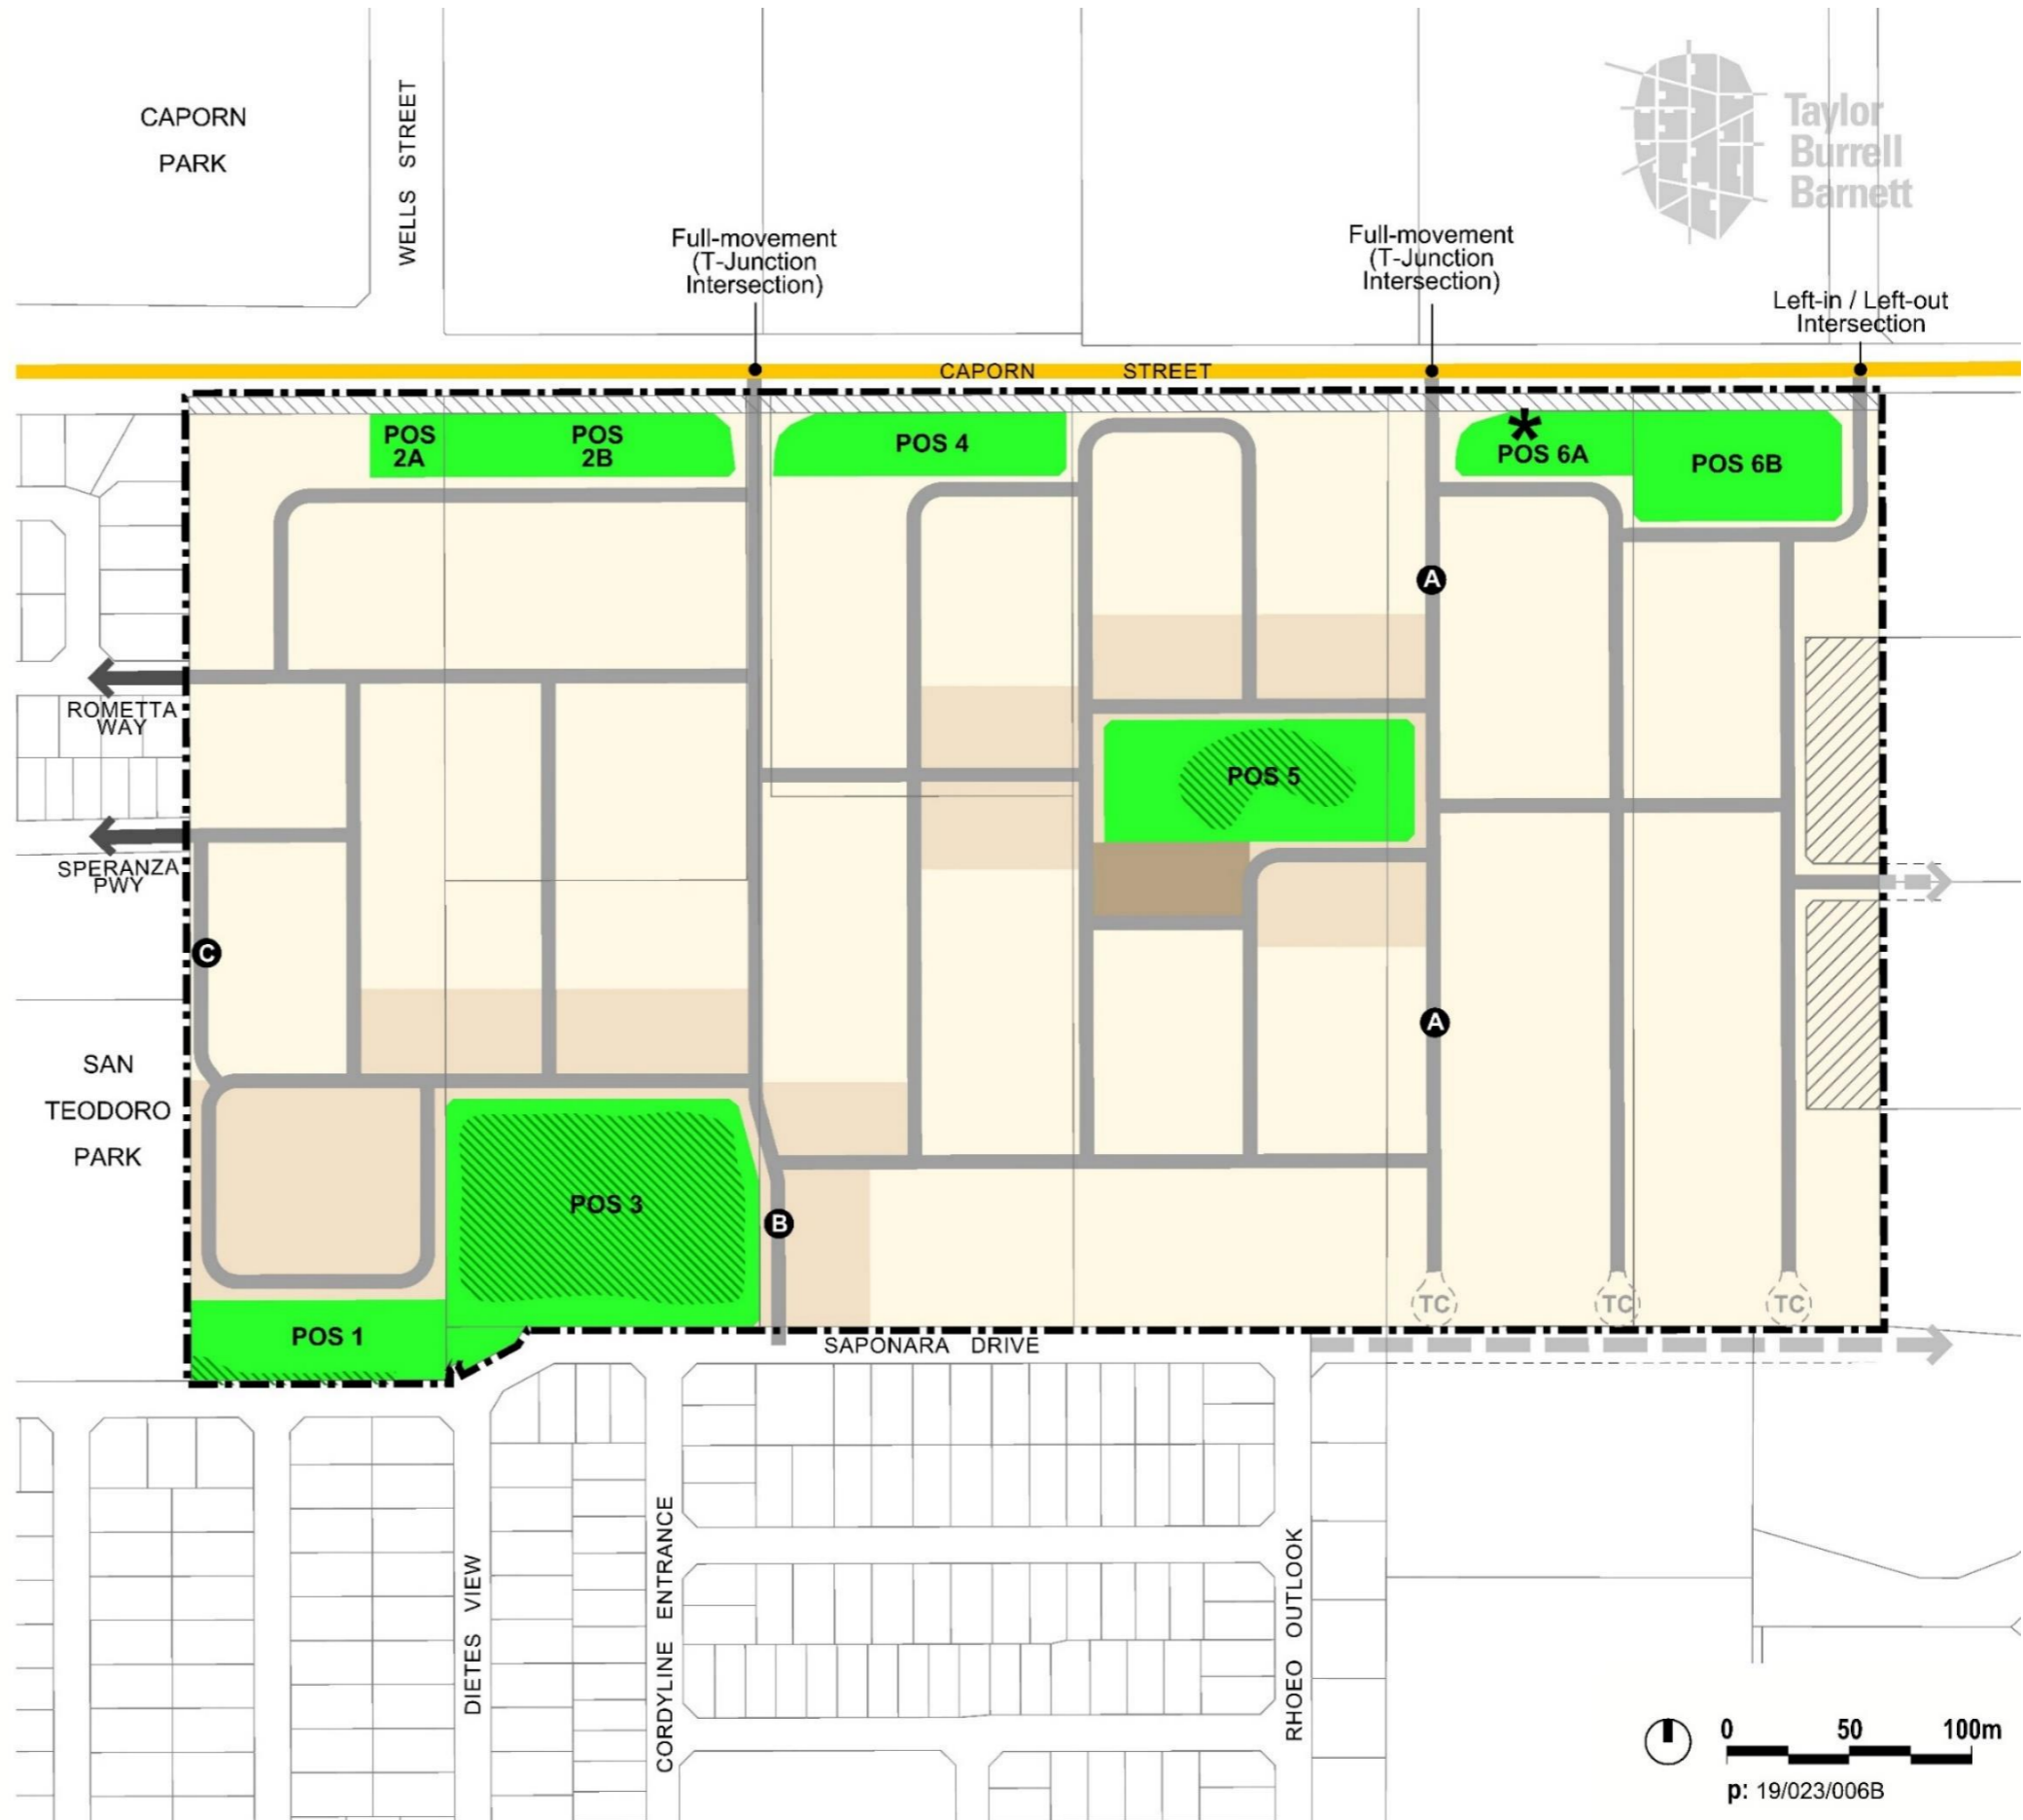 CAPORN
PARK
WELLS STREET
Taylor
Burrell
Barnett
Full-movement
(T-Junction
Intersection)
Full-movement
(T-Junction
Intersection)
Left-in / Left-out
Intersection
CAPORN STREET
POS
2A
POS
2B
POS 4
POS 6A
POS 6B
A
ROMETTA
WAY
POS 5
SPERANZA
PWY
C
A
SAN
TEODORO
PARK
POS 3
B
POS 1
TC
TC
TC
SAPONARA DRIVE
DIETES VIEW
CORDYLINE ENTRANCE
RHOEO OUTLOOK
0 50 100m
p: 19/023/006B